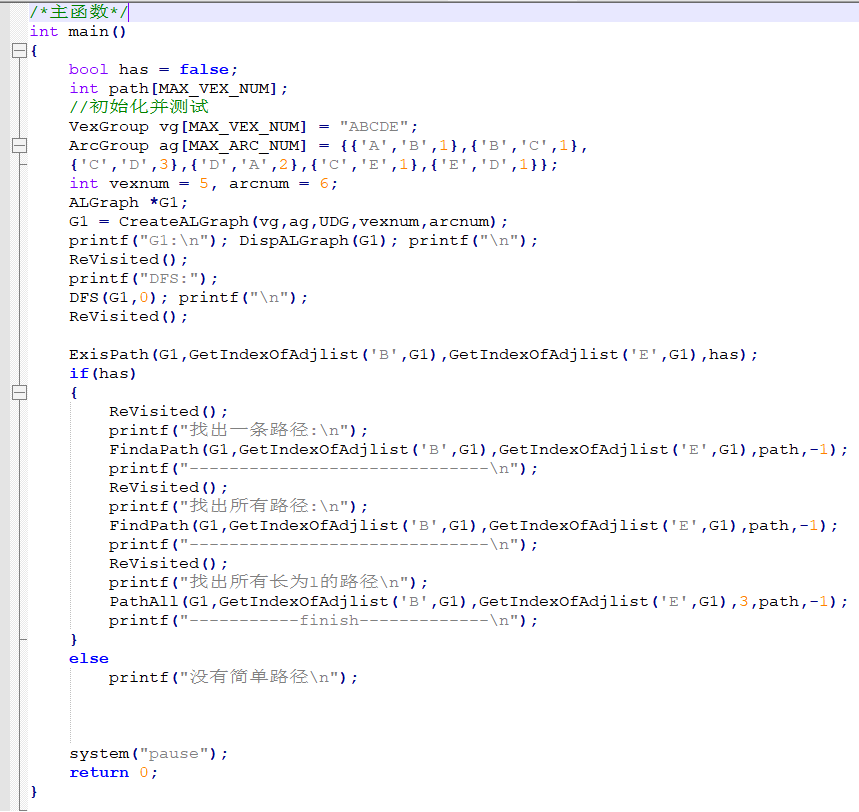 /*主函数*/
int main()
{
    bool has = false;
    int path[MAX_VEX_NUM];
    //初始化并测试
    VexGroup vg[MAX_VEX_NUM] = "ABCDE";
    ArcGroup ag[MAX_ARC_NUM] = {{'A','B',1},{'B','C',1},
    {'C','D',3},{'D','A',2},{'C','E',1},{'E','D',1}};
    int vexnum = 5, arcnum = 6;
    ALGraph *G1;
    G1 = CreateALGraph(vg,ag,UDG,vexnum,arcnum);
    printf("G1:\n"); DispALGraph(G1); printf("\n");
    ReVisited();
    printf("DFS:");
    DFS(G1,0); printf("\n");
    ReVisited();
    ExisPath(G1,GetIndexOfAdjlist('B',G1),GetIndexOfAdjlist('E',G1),has);
    if(has)
    {
        ReVisited();
        printf("找出一条路径:\n");
        FindaPath(G1,GetIndexOfAdjlist('B',G1),GetIndexOfAdjlist('E',G1),path,-1);
        printf("------------------------------\n");
        ReVisited();
        printf("找出所有路径:\n");
        FindPath(G1,GetIndexOfAdjlist('B',G1),GetIndexOfAdjlist('E',G1),path,-1);
        printf("------------------------------\n");
        ReVisited();
        printf("找出所有长为l的路径\n");
        PathAll(G1,GetIndexOfAdjlist('B',G1),GetIndexOfAdjlist('E',G1),3,path,-1);
        printf("-----------finish-------------\n");
    }
    else
        printf("没有简单路径\n");
    system("pause");
    return 0;
}